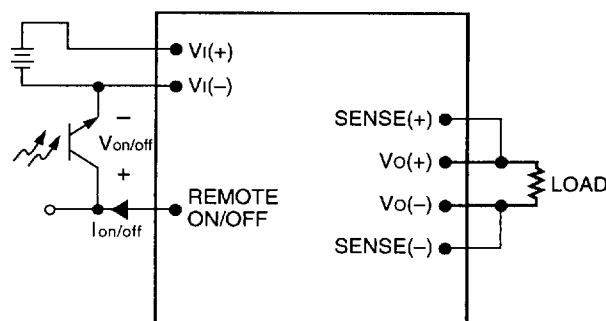 VI(+)
VI(–)
–
Von/off
+
REMOTE
ON/OFF
Ion/off
SENSE(+)
VO(+)
LOAD
VO(–)
SENSE(–)